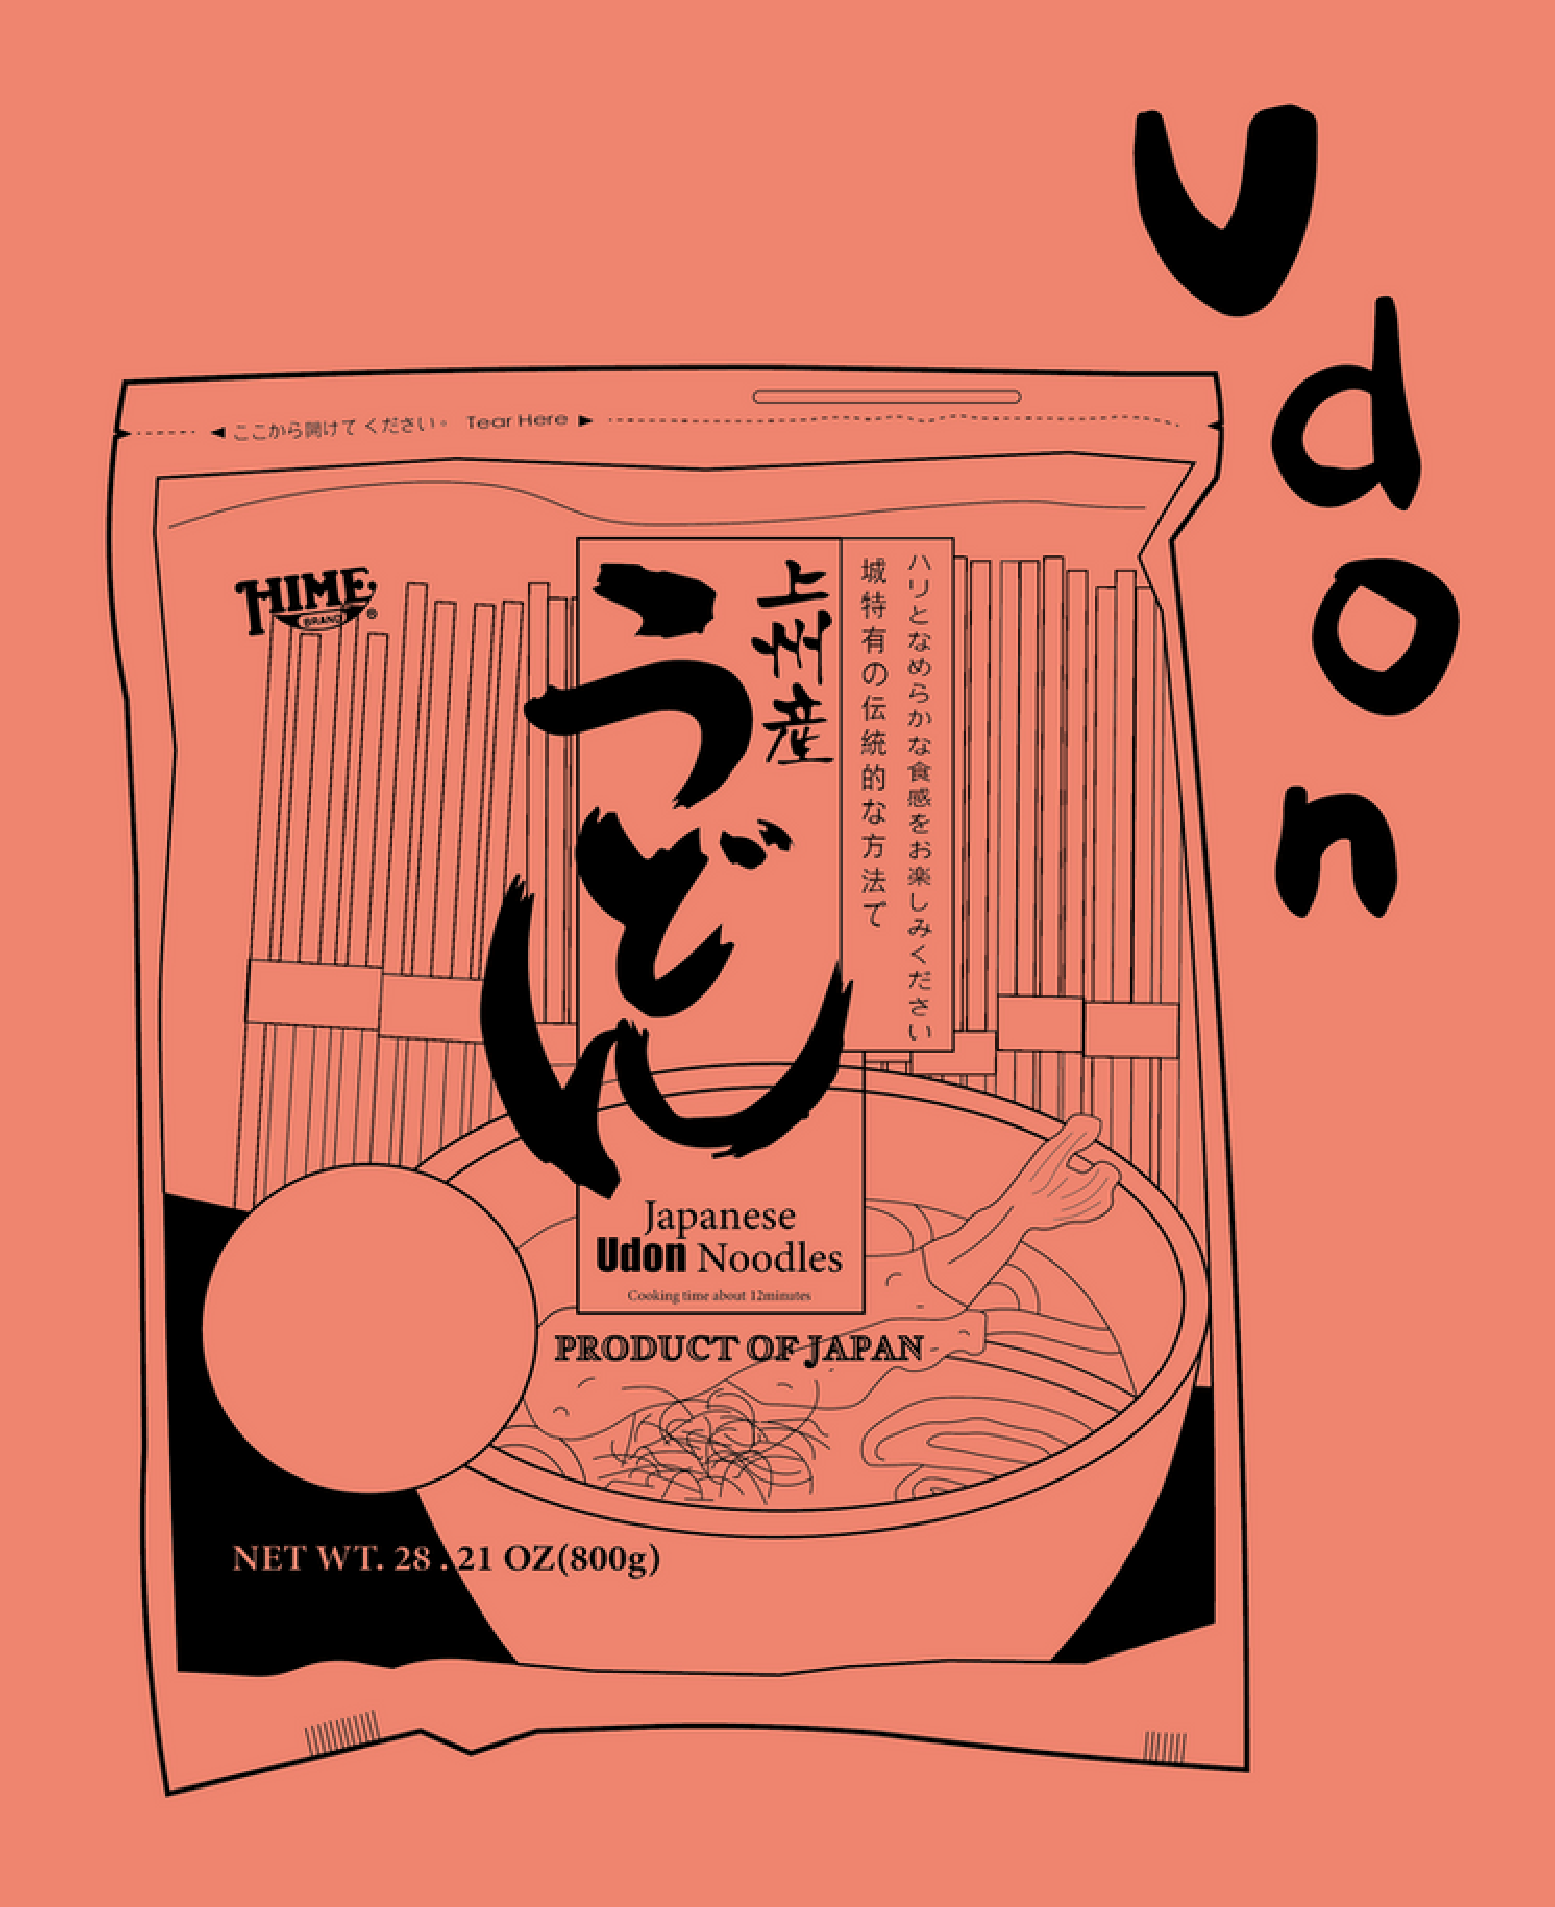 udon
ここから開けてください。 Tear Here
HIME
BRAND®
うどん
上州産
城特有の伝統的な方法て
ハリとなめらかな食感をお楽しみください
Japanese
Udon Noodles
Cooking time about 12minutes
PRODUCT OF JAPAN
NET WT. 28.21 OZ(800g)